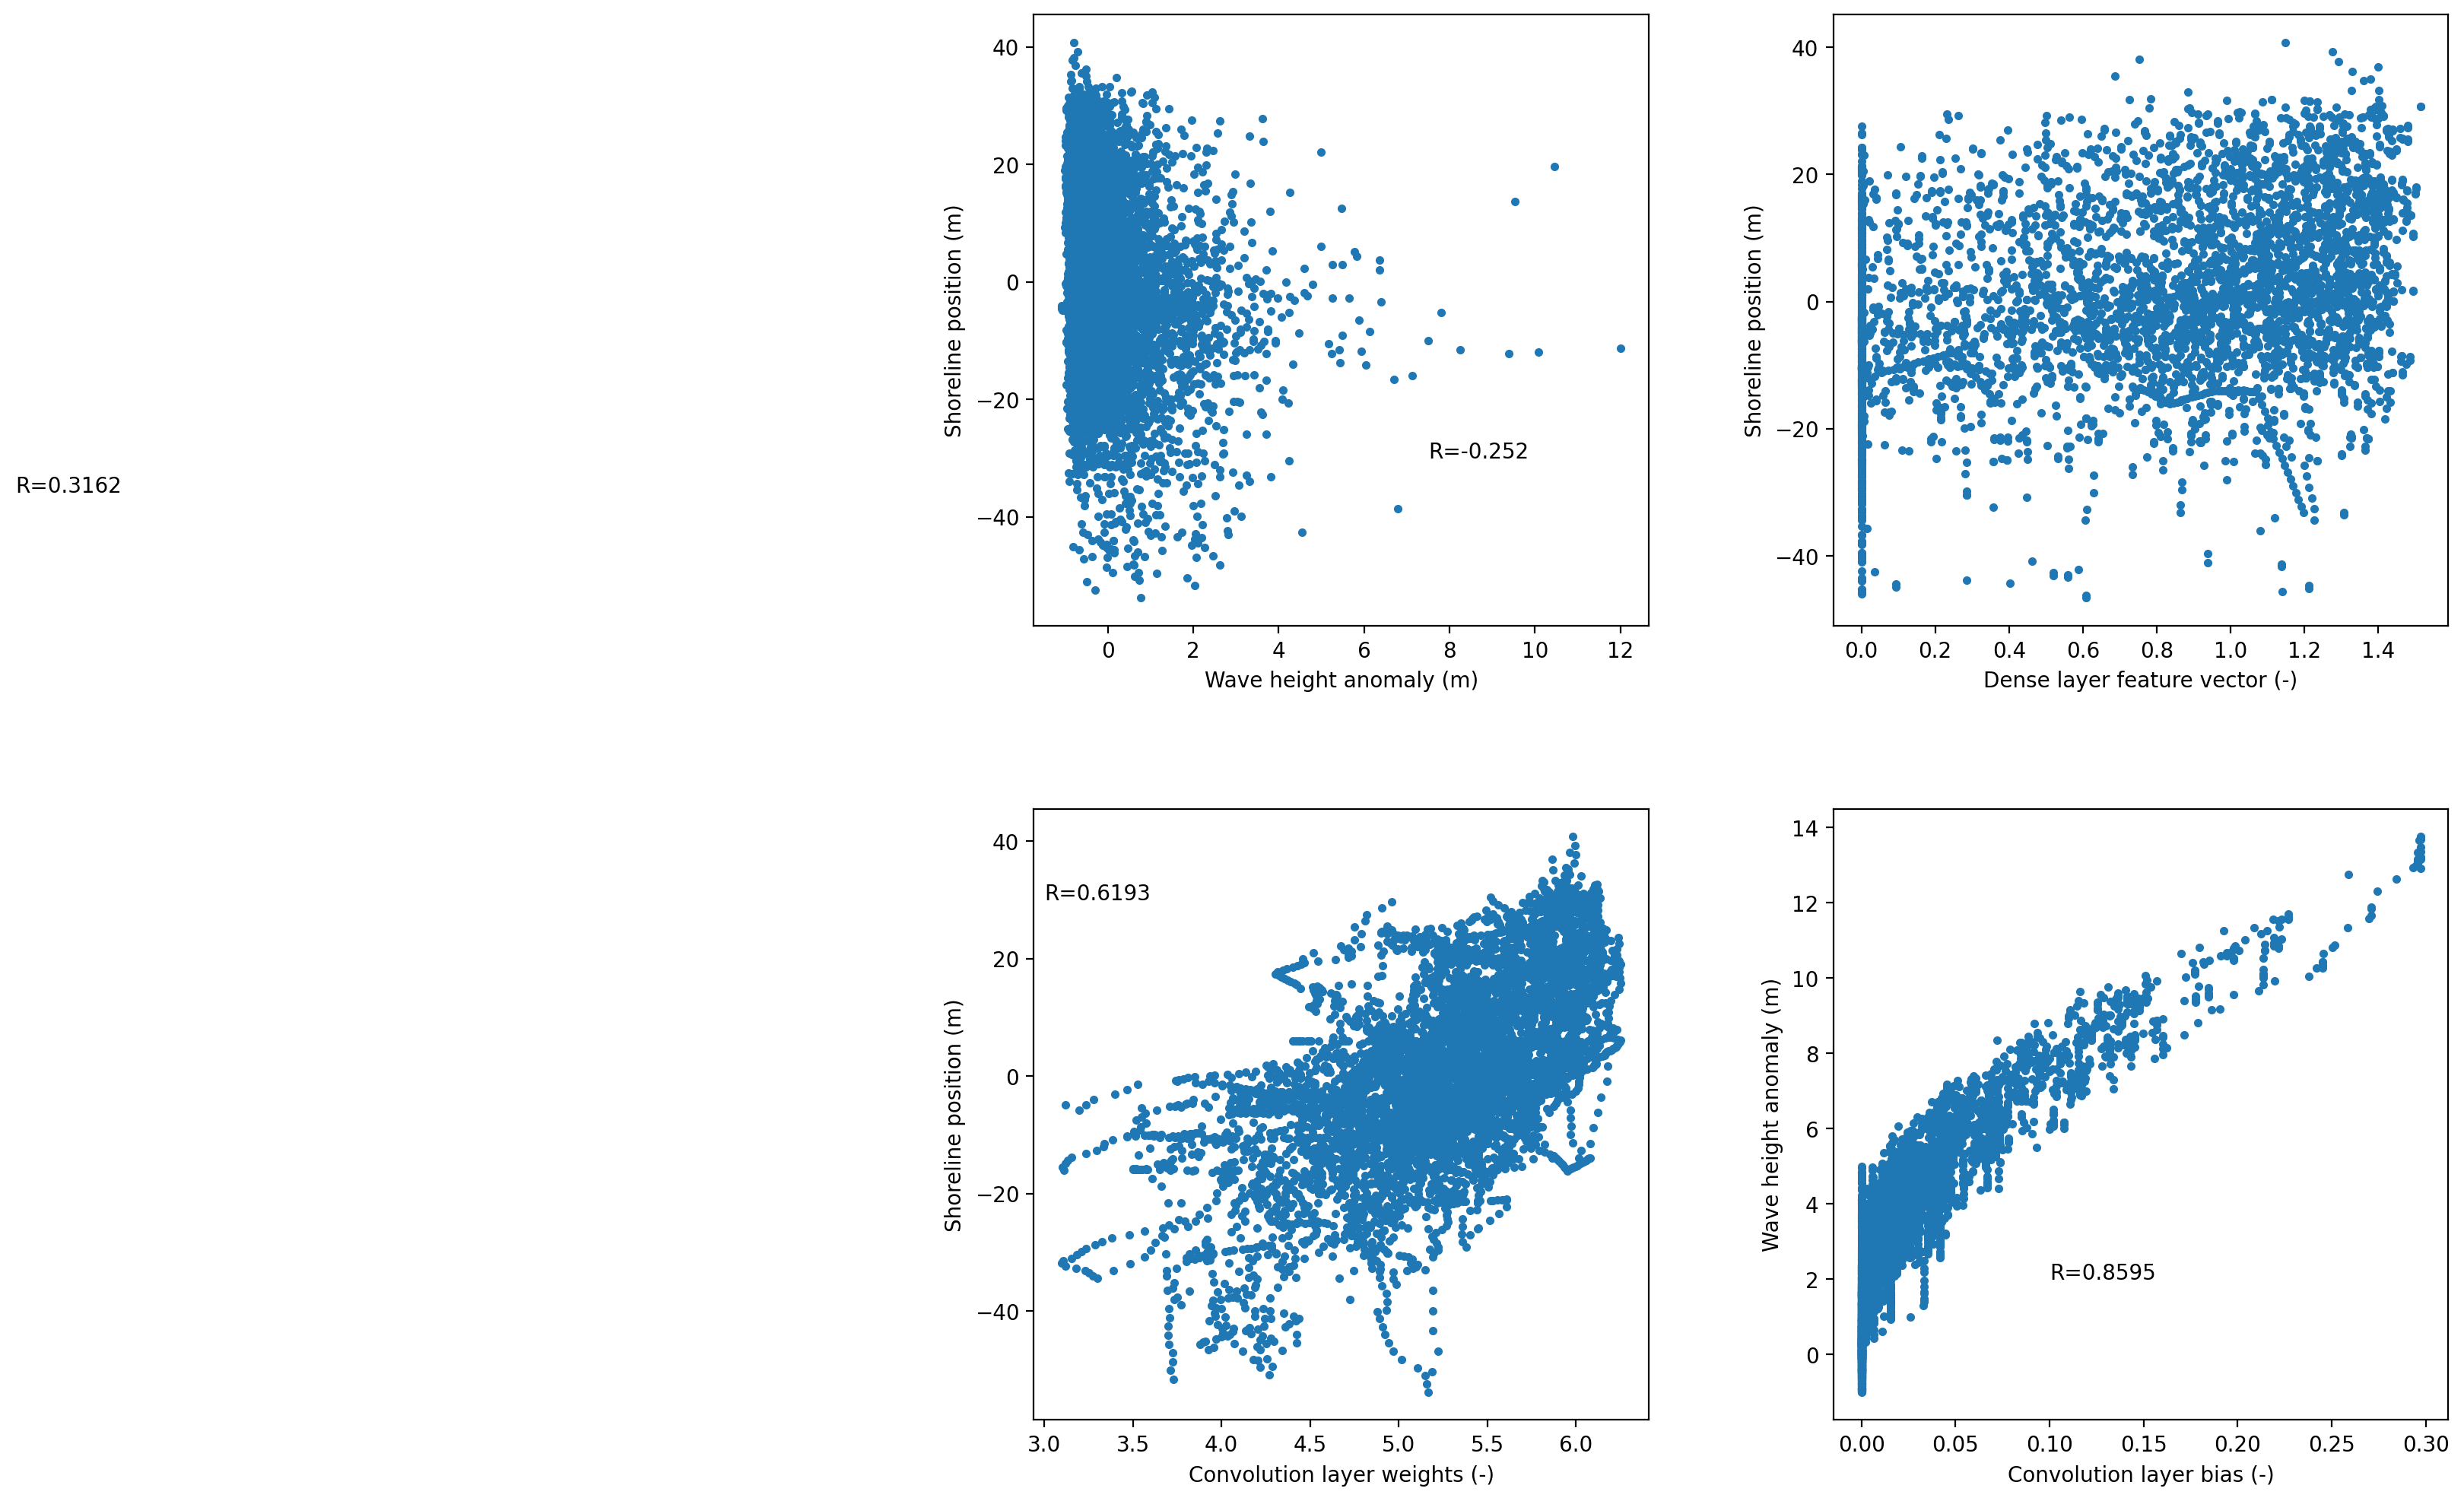 R=0.3162
40
20
0
−20
−40
Shoreline position (m)
R=-0.252
0 2 4 6 8 10 12
Wave height anomaly (m)
40
20
0
−20
−40
Shoreline position (m)
0.0 0.2 0.4 0.6 0.8 1.0 1.2 1.4
Dense layer feature vector (-)
40
20
0
−20
−40
Shoreline position (m)
R=0.6193
3.0 3.5 4.0 4.5 5.0 5.5 6.0
Convolution layer weights (-)
14
12
10
8
6
4
2
0
Wave height anomaly (m)
R=0.8595
0.00 0.05 0.10 0.15 0.20 0.25 0.30
Convolution layer bias (-)